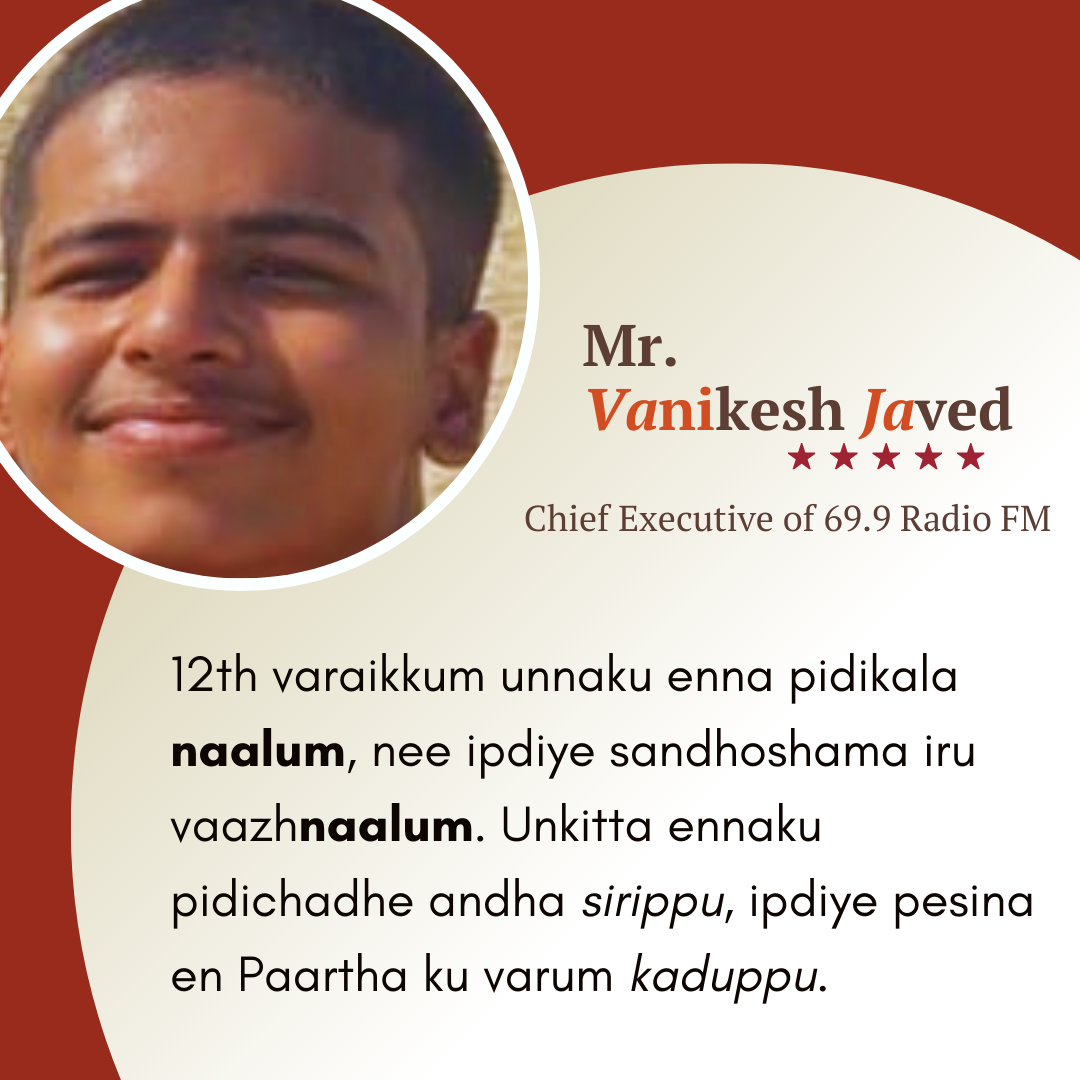 Mr.
Vanikesh Javed
Chief Executive of 69.9 Radio FM
12th varaikkum unnaku enna pidikala
naalum, nee ipdiye sandhoshama iru
vaazhnaalum. Unkitta ennaku
pidichadhe andha sirippu, ipdiye pesina
en Paartha ku varum kaduppu.